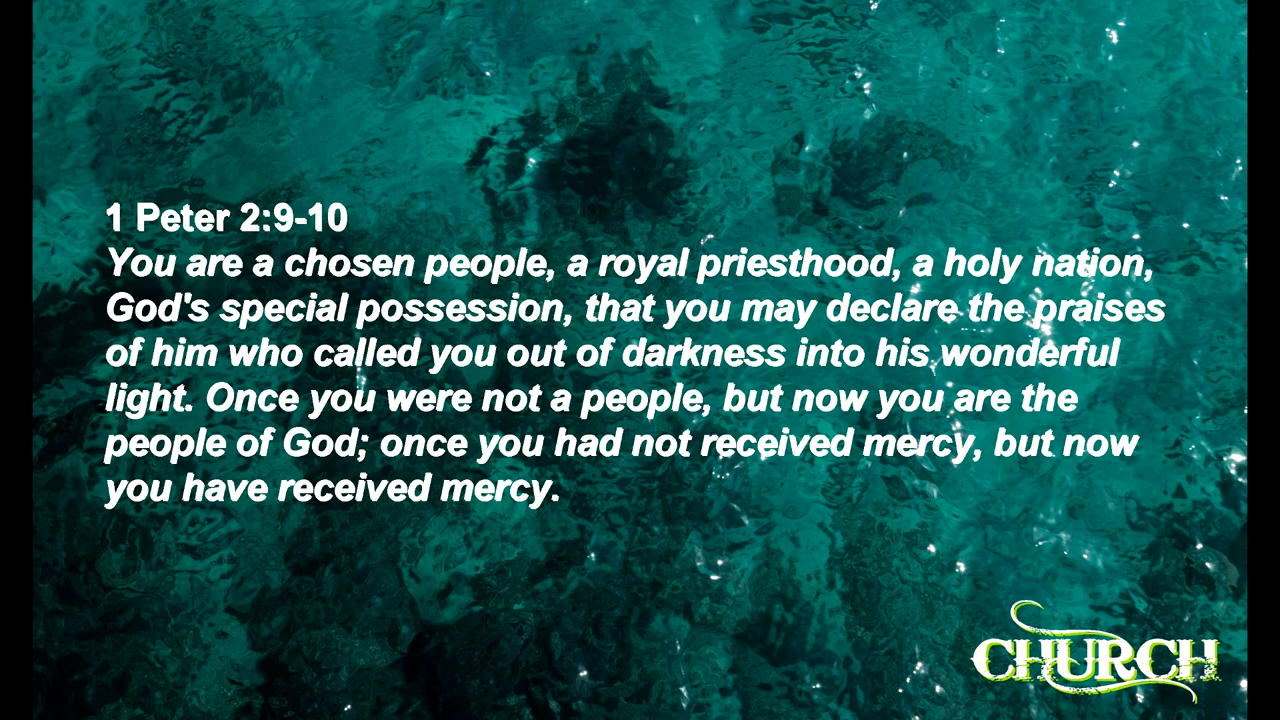 1 Peter 2:9-10
You are a chosen people, a royal priesthood, a holy nation,
God's special possession, that you may declare the praises
of him who called you out of darkness into his wonderful
light. Once you were not a people, but now you are the
people of God; once you had not received mercy, but now
you have received mercy.
CHURCH